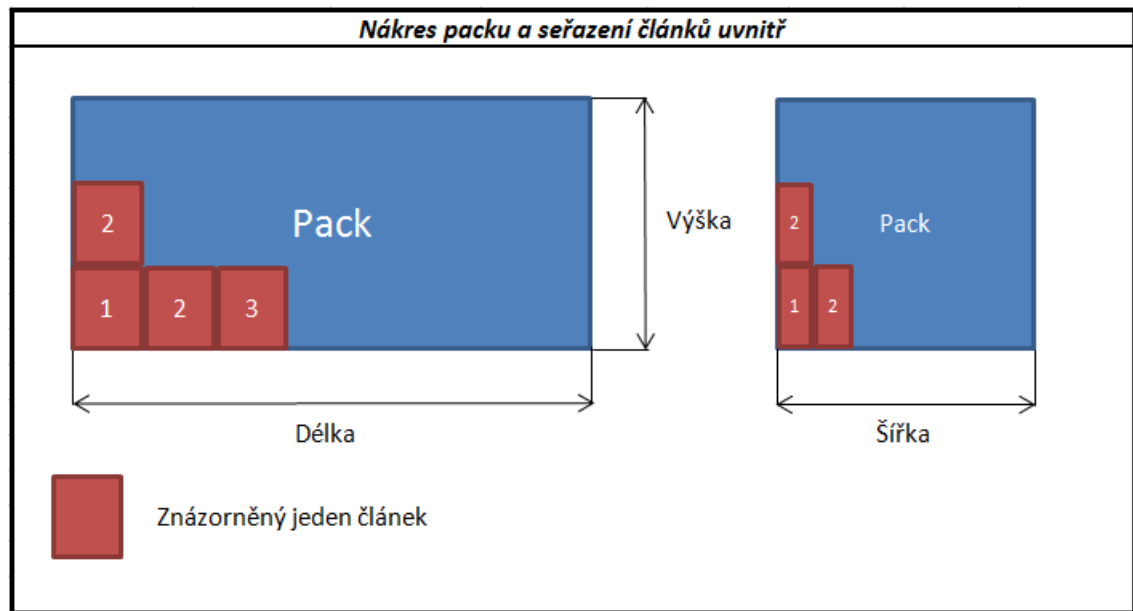 Nákres packu a seřazení článků uvnitř
2
Pack
1
2
3
Výška
Délka
2
Pack
1
2
Šířka
Znázorněný jeden článek